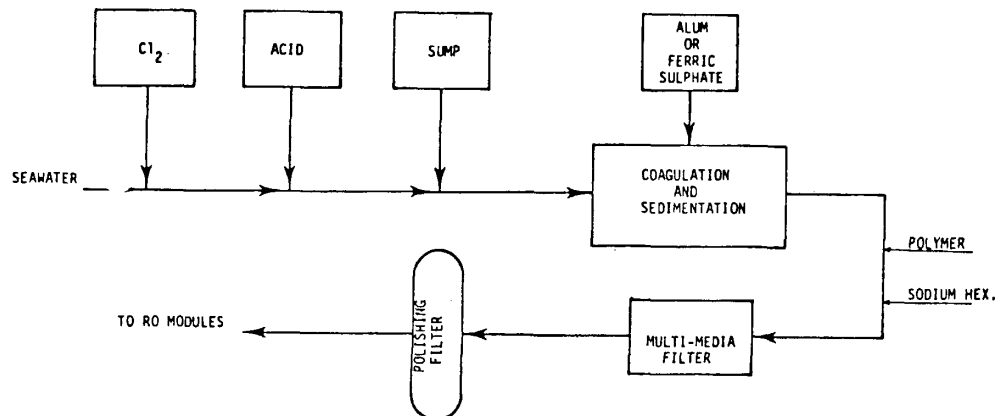 Cl2
ACID
SUMP
ALUM
OR
FERRIC
SULPHATE
SEAWATER
COAGULATION
AND
SEDIMENTATION
POLYMER
SODIUM HEX.
MULTI-MEDIA
FILTER
POLISHING
FILTER
TO RO MODULES